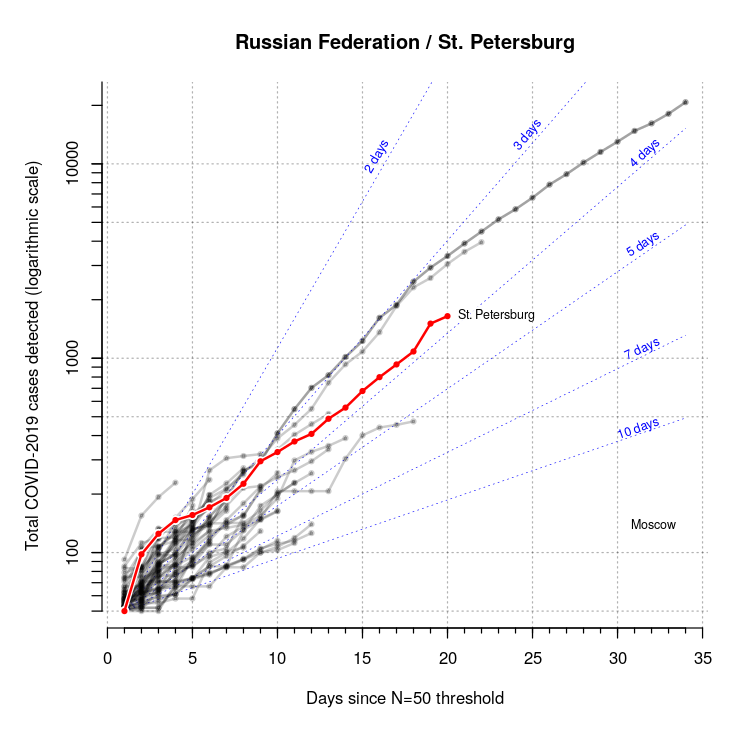 Russian Federation / St. Petersburg
Total COVID-2019 cases detected (logarithmic scale)
10000
1000
100
2 days
3 days
4 days
5 days
7 days
10 days
St. Petersburg
Moscow
0 5 10 15 20 25 30 35
Days since N=50 threshold